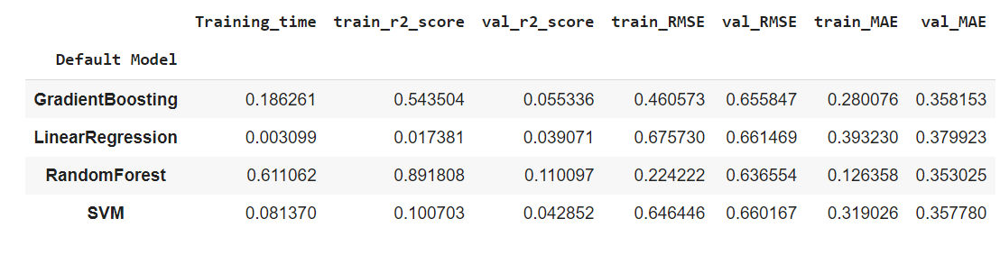 Training_time train_r2_score val_r2_score train_RMSE val_RMSE train_MAE val_MAE
Default Model
GradientBoosting 0.186261 0.543504 0.055336 0.460573 0.655847 0.280076 0.358153
LinearRegression 0.003099 0.017381 0.039071 0.675730 0.661469 0.393230 0.379923
RandomForest 0.611062 0.891808 0.110097 0.224222 0.636554 0.126358 0.353025
SVM 0.081370 0.100703 0.042852 0.646446 0.660167 0.319026 0.357780